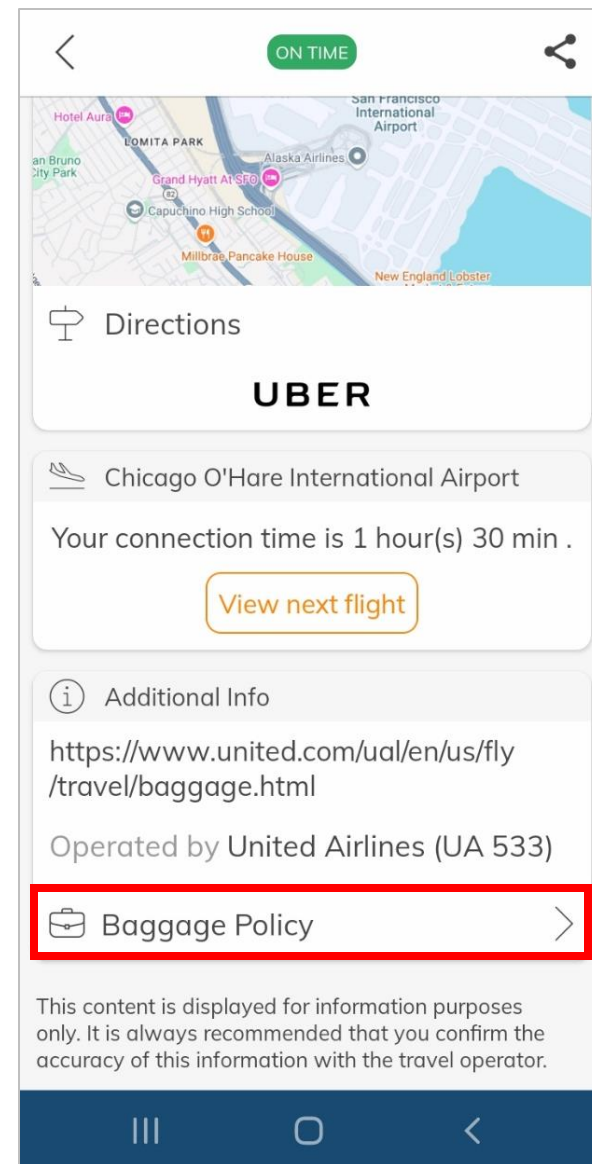 ON TIME
San Francisco
International
Airport
Hotel Aura
LOMITA PARK
Alaska Airlines
an Bruno
City Park
Grand Hyatt At SFO
82
Capuchino High School
Millbrae Pancake House
New England Lobster
Directions
UBER
Chicago O'Hare International Airport
Your connection time is 1 hour(s) 30 min .
View next flight
Additional Info
https://www.united.com/ual/en/us/fly
/travel/baggage.html
Operated by United Airlines (UA 533)
Baggage Policy
This content is displayed for information purposes
only. It is always recommended that you confirm the
accuracy of this information with the travel operator.